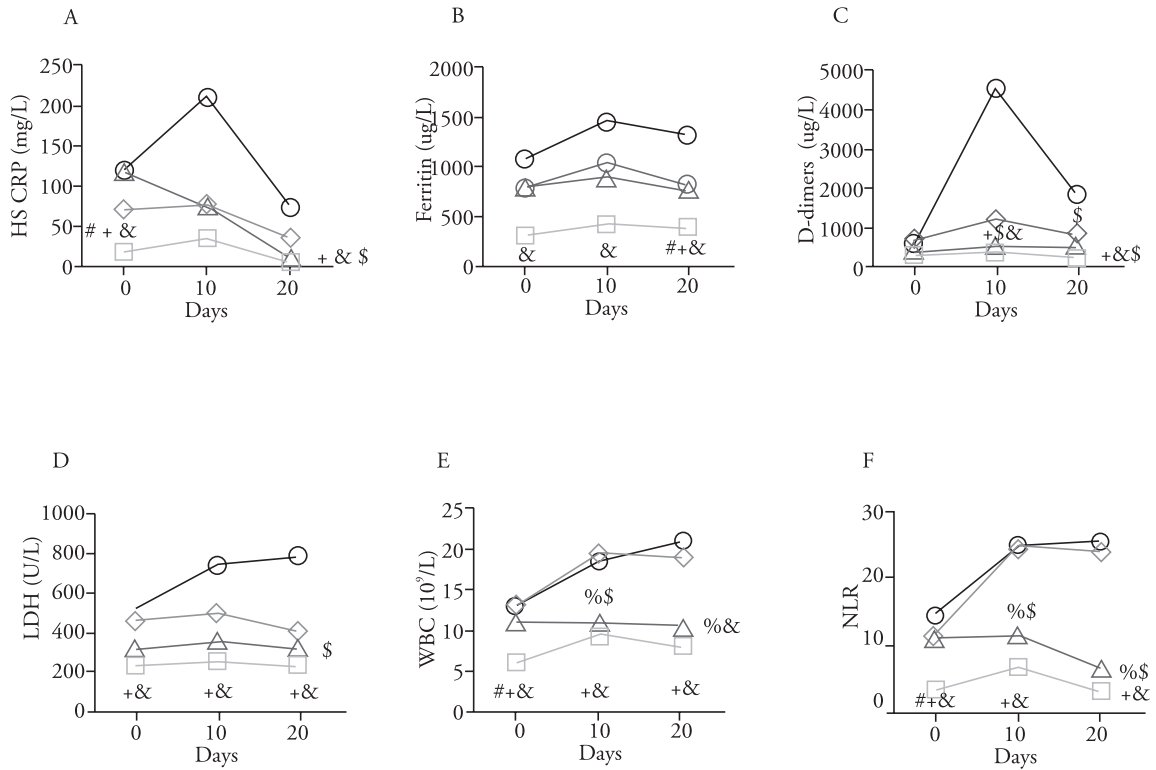 A
HS CRP (mg/L)
250
200
150
100
50
0
# + &
+ & $
0 10 20
Days
B
Ferritin (ug/L)
2000
1500
1000
500
0
&
&
#+&
0 10 20
Days
C
D-dimers (ug/L)
5000
4000
3000
2000
1000
0
$
+$&
+&$
0 10 20
Days
D
LDH (U/L)
1000
800
600
400
200
0
$
+& +& +&
0 10 20
Days
E
WBC (10⁹/L)
25
20
15
10
5
0
%$
%&
#+& +& +&
0 10 20
Days
F
NLR
30
20
10
0
%$
%$
+&
#+& +&
0 10 20
Days